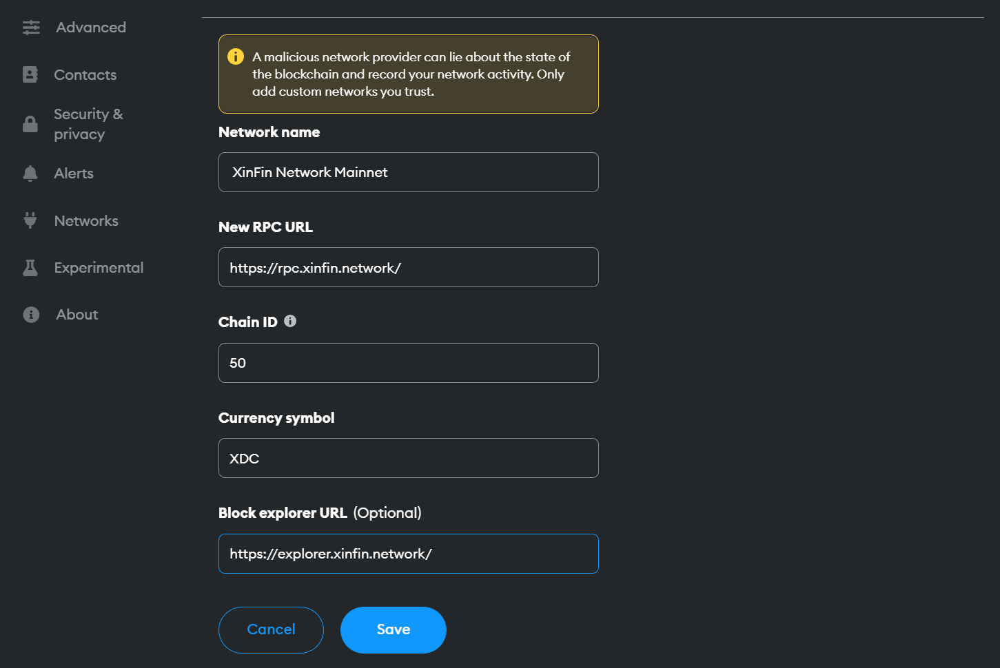 Advanced
Contacts
Security &
privacy
Alerts
Networks
Experimental
About
A malicious network provider can lie about the state of
the blockchain and record your network activity. Only
add custom networks you trust.
Network name
XinFin Network Mainnet
New RPC URL
https://rpc.xinfin.network/
Chain ID
50
Currency symbol
XDC
Block explorer URL (Optional)
https://explorer.xinfin.network/
Cancel
Save